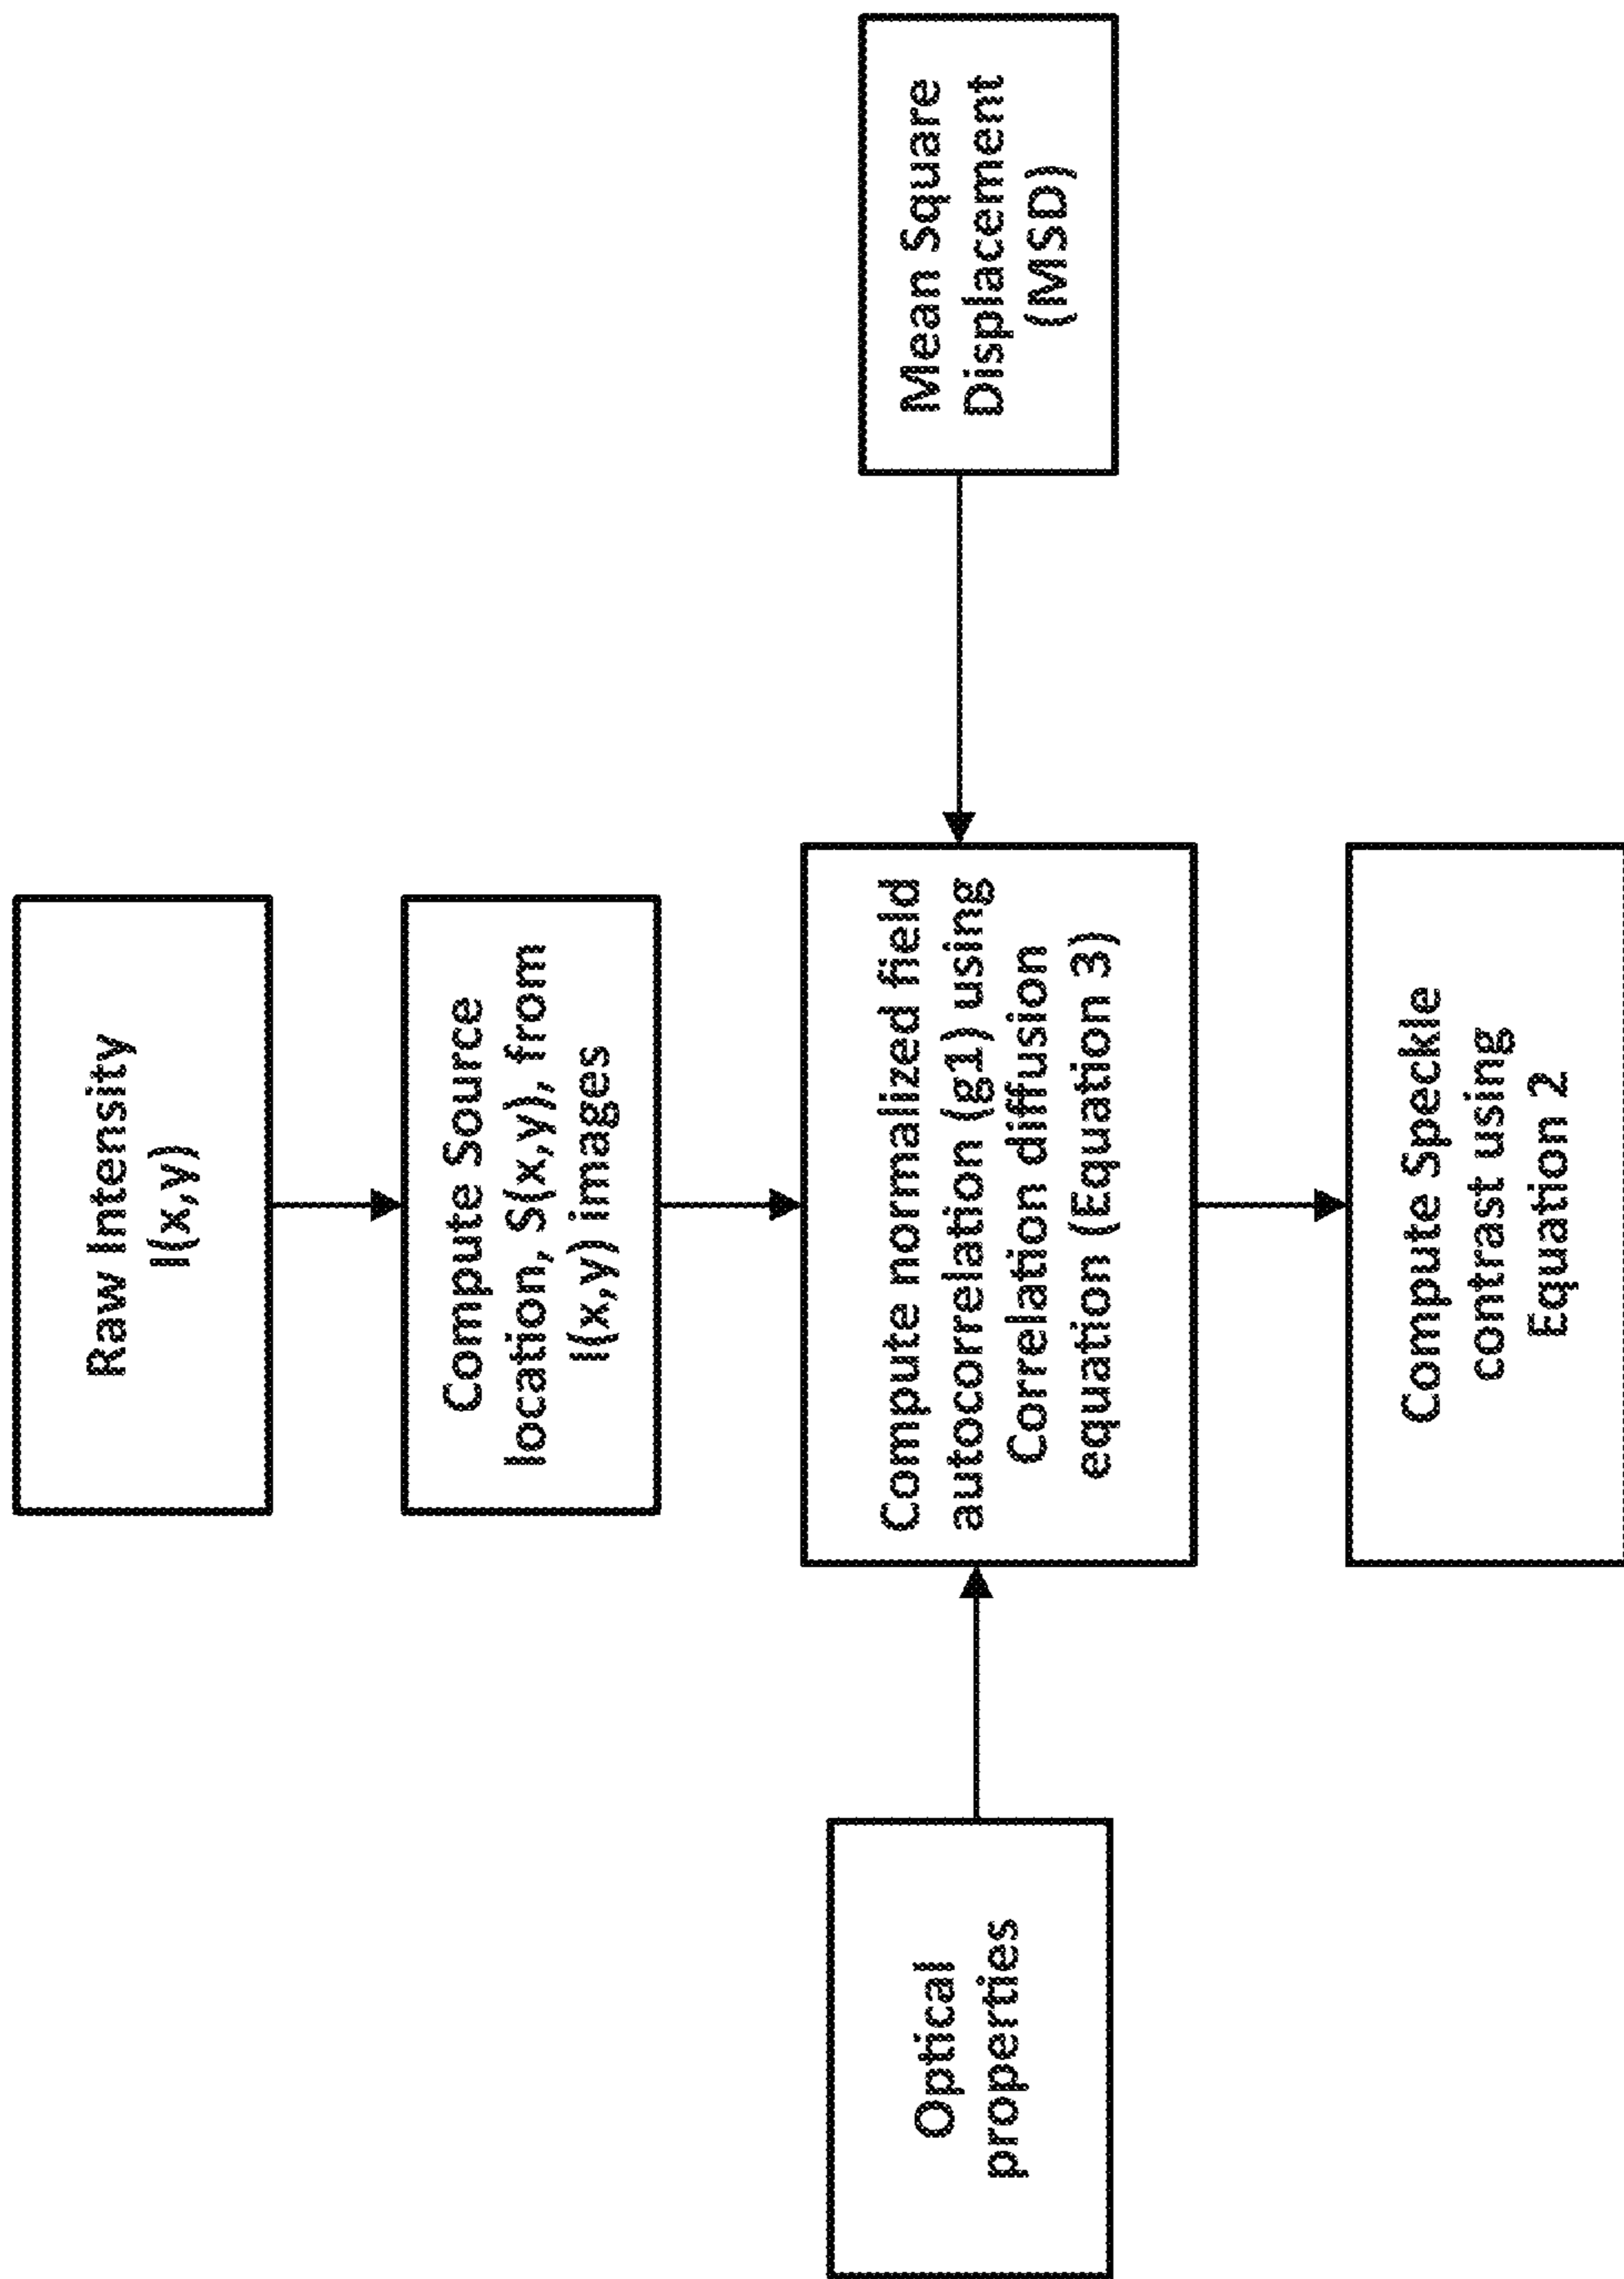 Raw Intensity
I(x,y)
Compute Source
location, S(x,y), from
I(x,y) images
Optical
properties
Compute normalized field
autocorrelation (g1) using
Correlation diffusion
equation (Equation 3)
Mean Square
Displacement
(MSD)
Compute Speckle
contrast using
Equation 2